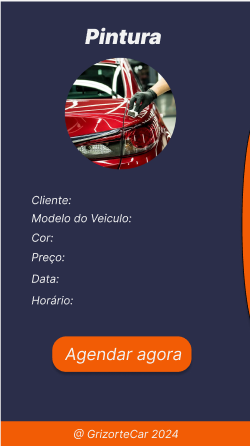 Pintura
Cliente:
Modelo do Veiculo:
Cor:
Preço:
Data:
Horário:
Agendar agora
@ GrizorteCar 2024